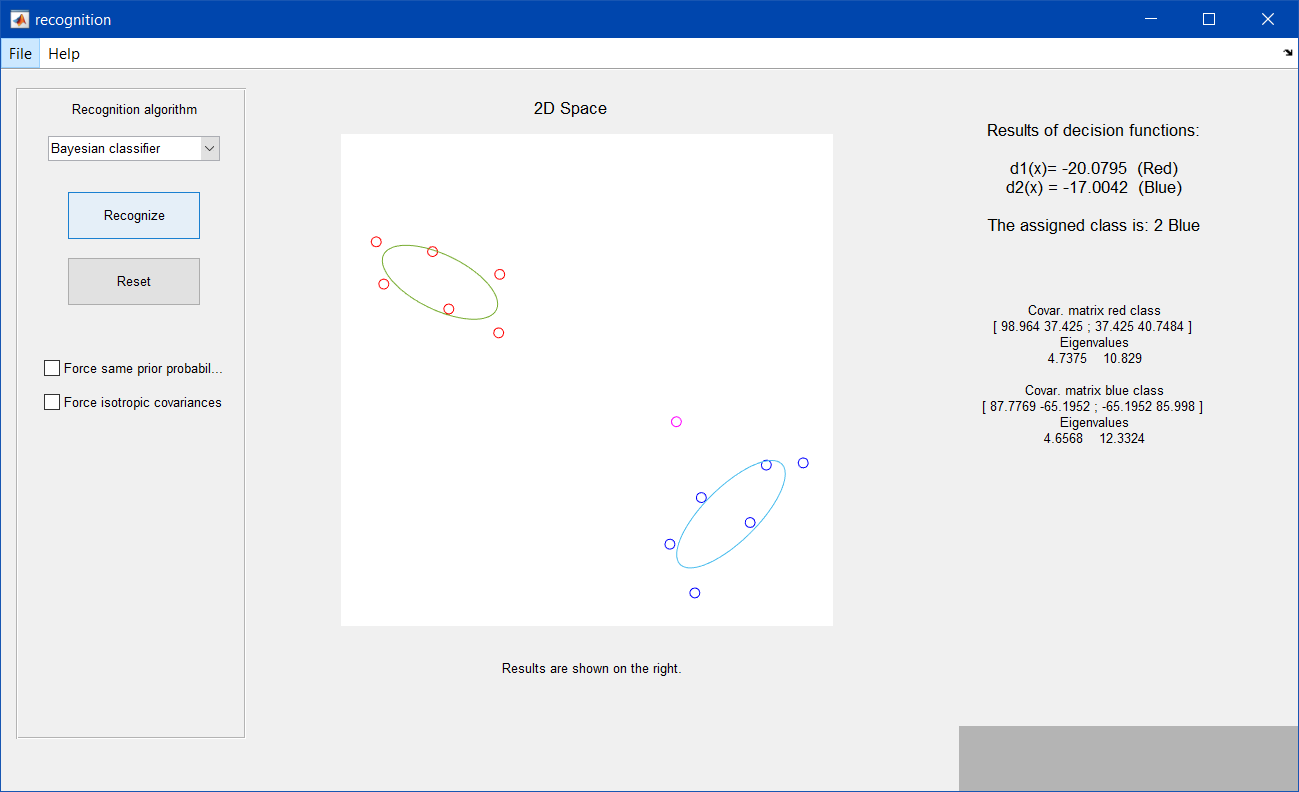 recognition
File Help
Recognition algorithm
Bayesian classifier
Recognize
Reset
Force same prior probabil...
Force isotropic covariances
2D Space
Results are shown on the right.
Results of decision functions:
d1(x)= -20.0795 (Red)
d2(x) = -17.0042 (Blue)
The assigned class is: 2 Blue
Covar. matrix red class
[ 98.964 37.425 ; 37.425 40.7484 ]
Eigenvalues
4.7375 10.829
Covar. matrix blue class
[ 87.7769 -65.1952 ; -65.1952 85.998 ]
Eigenvalues
4.6568 12.3324